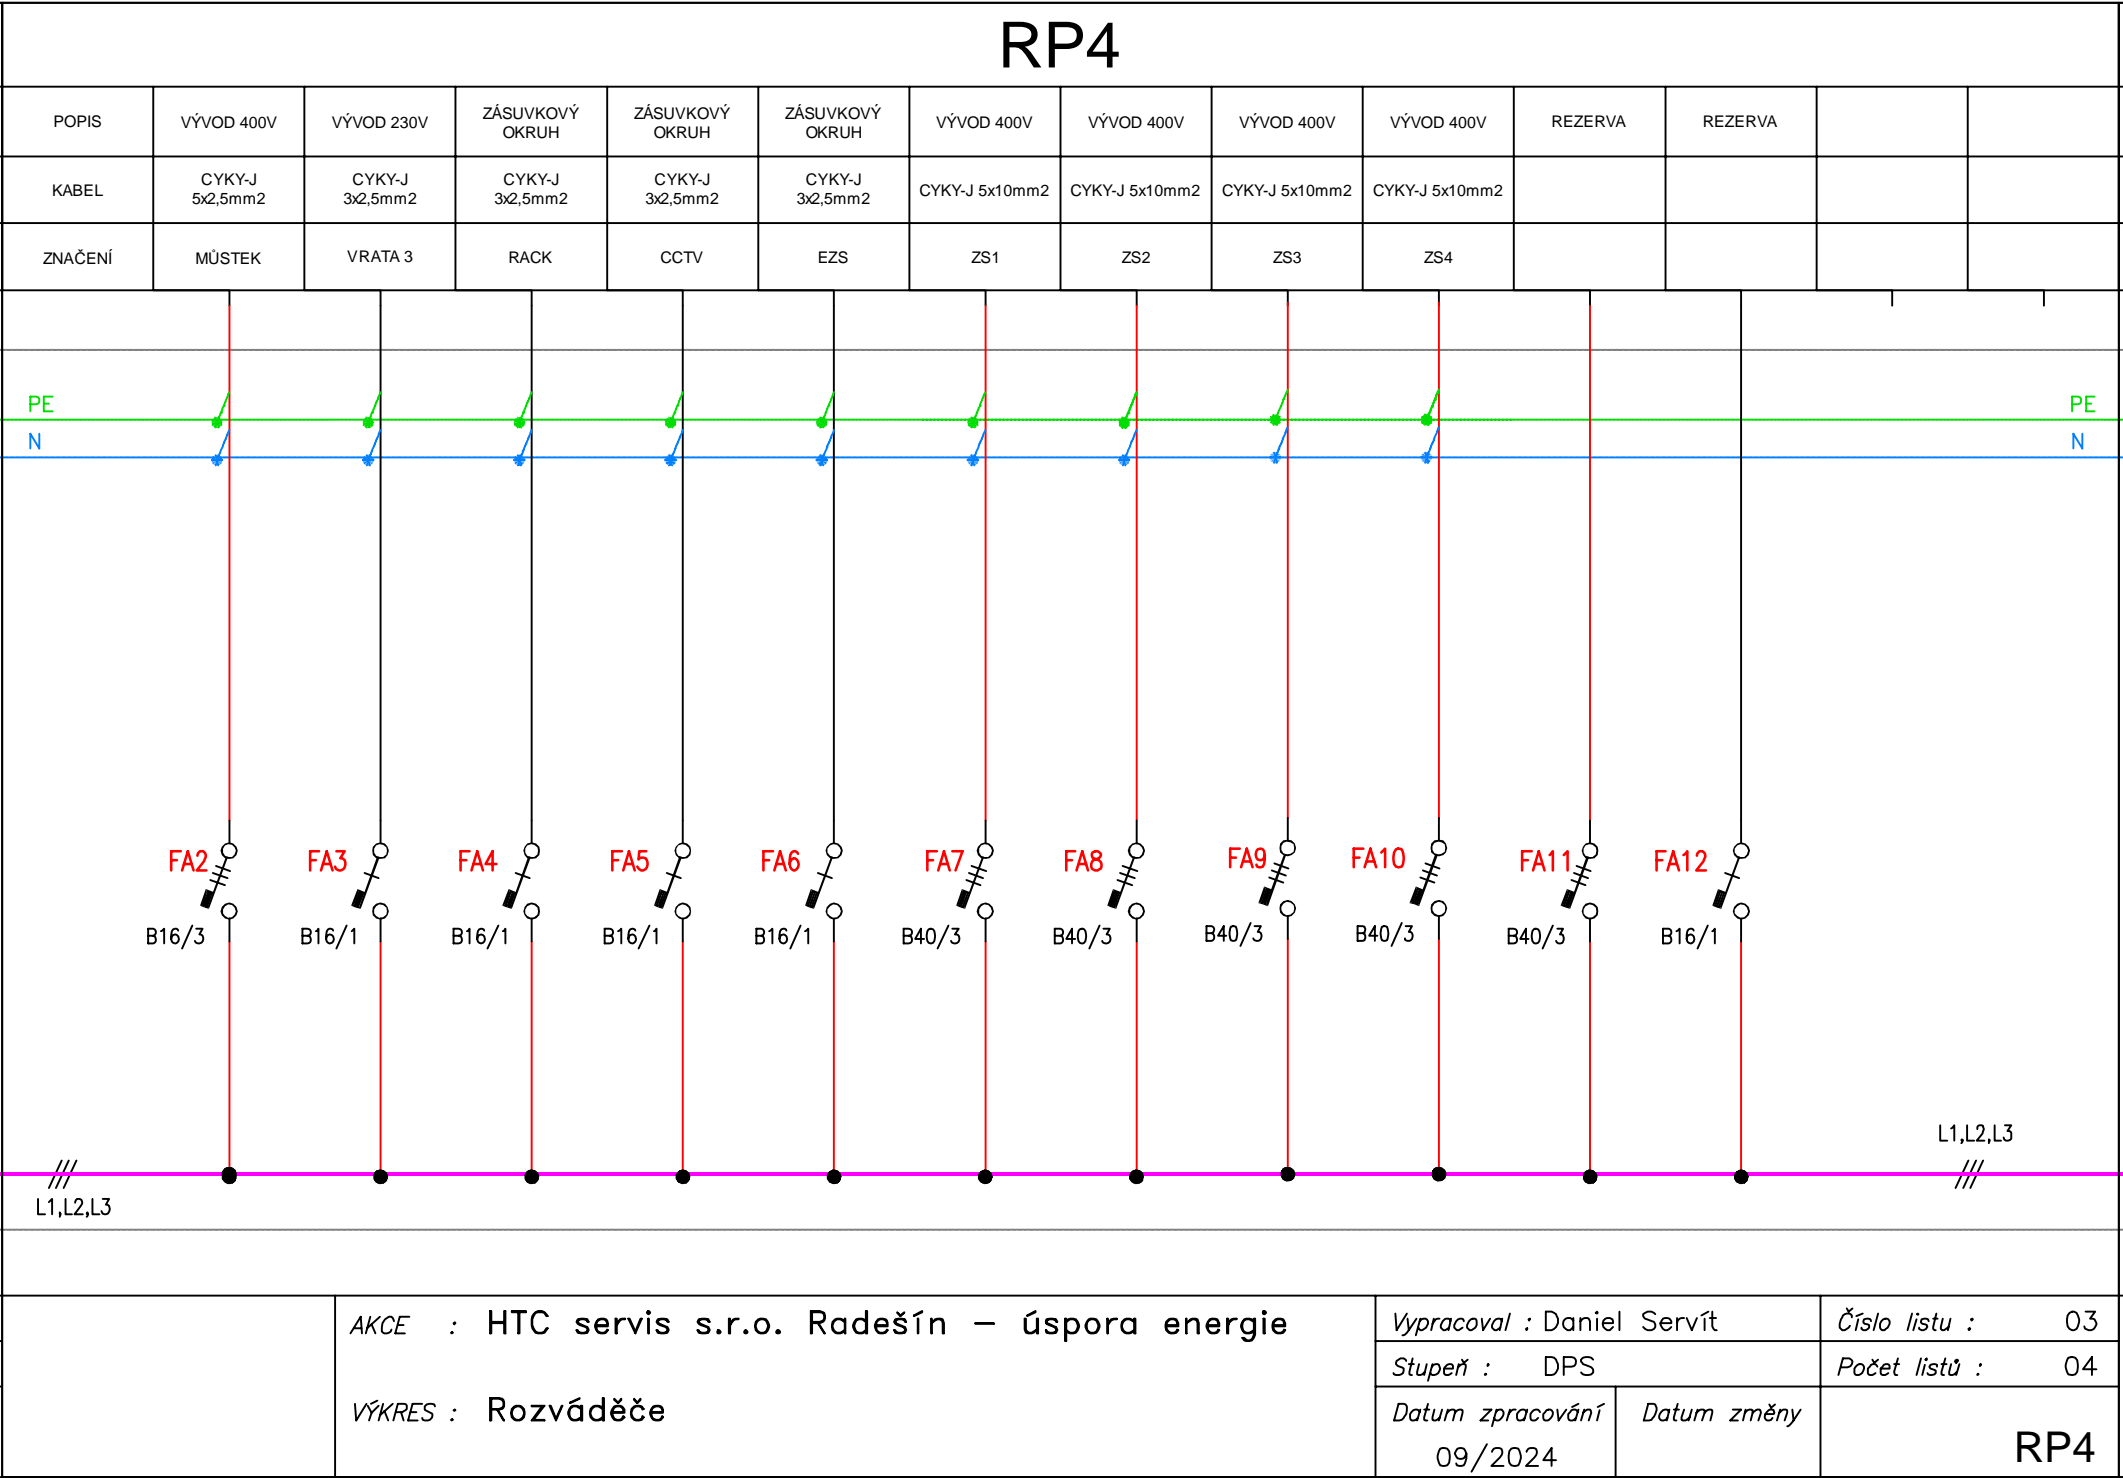 RP4
POPIS
VÝVOD 400V
VÝVOD 230V
ZÁSUVKOVÝ
OKRUH
ZÁSUVKOVÝ
OKRUH
ZÁSUVKOVÝ
OKRUH
VÝVOD 400V
VÝVOD 400V
VÝVOD 400V
VÝVOD 400V
REZERVA
REZERVA
KABEL
CYKY-J
5x2,5mm2
CYKY-J
3x2,5mm2
CYKY-J
3x2,5mm2
CYKY-J
3x2,5mm2
CYKY-J
3x2,5mm2
CYKY-J 5x10mm2
CYKY-J 5x10mm2
CYKY-J 5x10mm2
CYKY-J 5x10mm2
ZNAČENÍ
MŮSTEK
VRATA 3
RACK
CCTV
EZS
ZS1
ZS2
ZS3
ZS4
PE
PE
N
N
FA2
FA3
FA4
FA5
FA6
FA7
FA8
FA9
FA10
FA11
FA12
B16/3
B16/1
B16/1
B16/1
B16/1
B40/3
B40/3
B40/3
B40/3
B40/3
B16/1
L1,L2,L3
L1,L2,L3
AKCE : HTC servis s.r.o. Radešín – úspora energie
VÝKRES : Rozváděče
Vypracoval : Daniel Servít
Číslo listu : 03
Stupeň : DPS
Počet listů : 04
Datum zpracování
Datum změny
09/2024
RP4